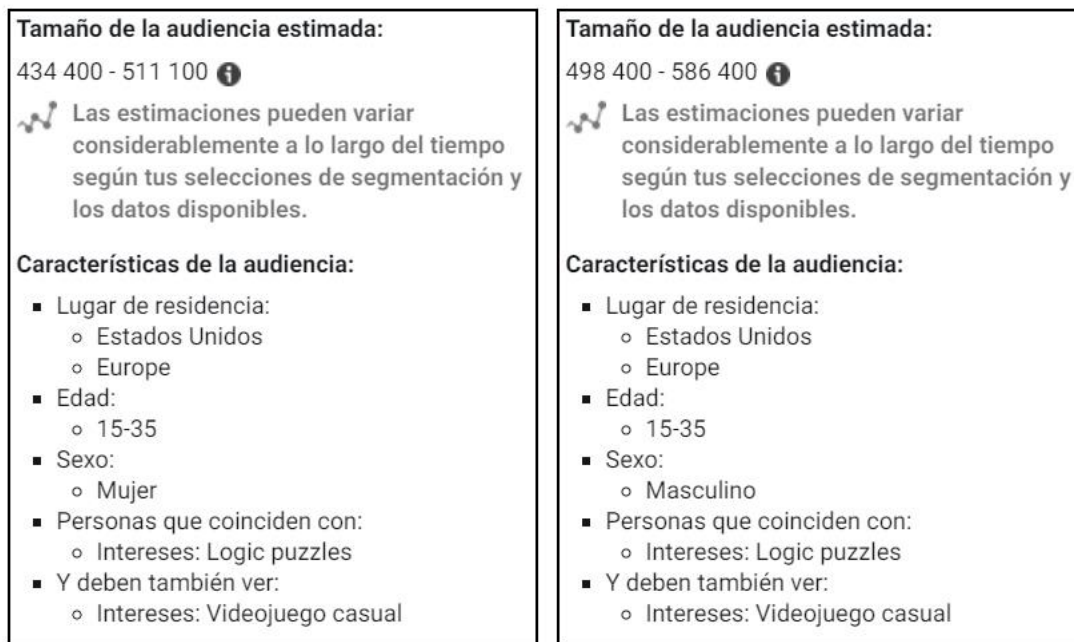 Tamaño de la audiencia estimada:
434 400 - 511 100
Las estimaciones pueden variar
considerablemente a lo largo del tiempo
según tus selecciones de segmentación y
los datos disponibles.
Características de la audiencia:
Lugar de residencia:
Estados Unidos
Europe
Edad:
15-35
Sexo:
Mujer
Personas que coinciden con:
Intereses: Logic puzzles
Y deben también ver:
Intereses: Videojuego casual
Tamaño de la audiencia estimada:
498 400 - 586 400
Las estimaciones pueden variar
considerablemente a lo largo del tiempo
según tus selecciones de segmentación y
los datos disponibles.
Características de la audiencia:
Lugar de residencia:
Estados Unidos
Europe
Edad:
15-35
Sexo:
Masculino
Personas que coinciden con:
Intereses: Logic puzzles
Y deben también ver:
Intereses: Videojuego casual